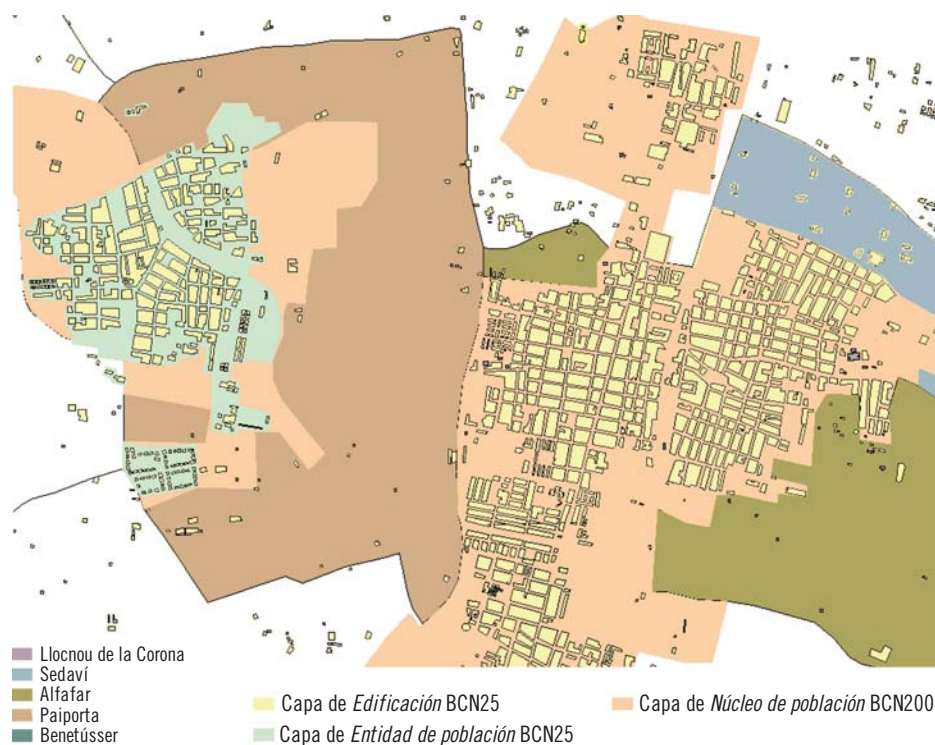 Llocnou de la Corona
Sedaví
Alfafar
Paiporta
Benetússer
Capa de Edificación BCN25
Capa de Entidad de población BCN25
Capa de Núcleo de población BCN200